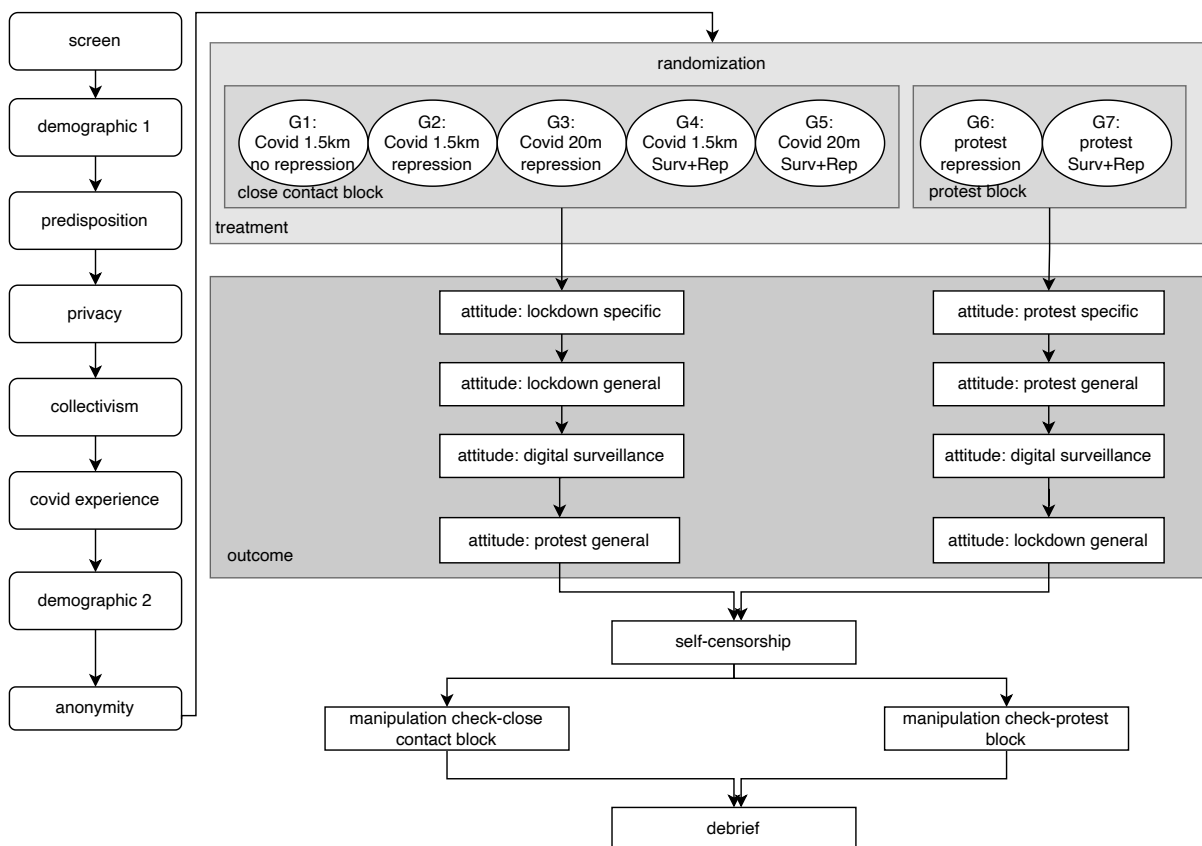 screen
demographic 1
predisposition
privacy
collectivism
covid experience
demographic 2
anonymity
randomization
G1:
Covid 1.5km
no repression
G2:
Covid 1.5km
repression
G3:
Covid 20m
repression
G4:
Covid 1.5km
Surv+Rep
G5:
Covid 20m
Surv+Rep
close contact block
G6:
protest
repression
G7:
protest
Surv+Rep
protest block
treatment
attitude: lockdown specific
attitude: lockdown general
attitude: digital surveillance
attitude: protest general
attitude: protest specific
attitude: protest general
attitude: digital surveillance
attitude: lockdown general
outcome
self-censorship
manipulation check-close
contact block
manipulation check-protest
block
debrief